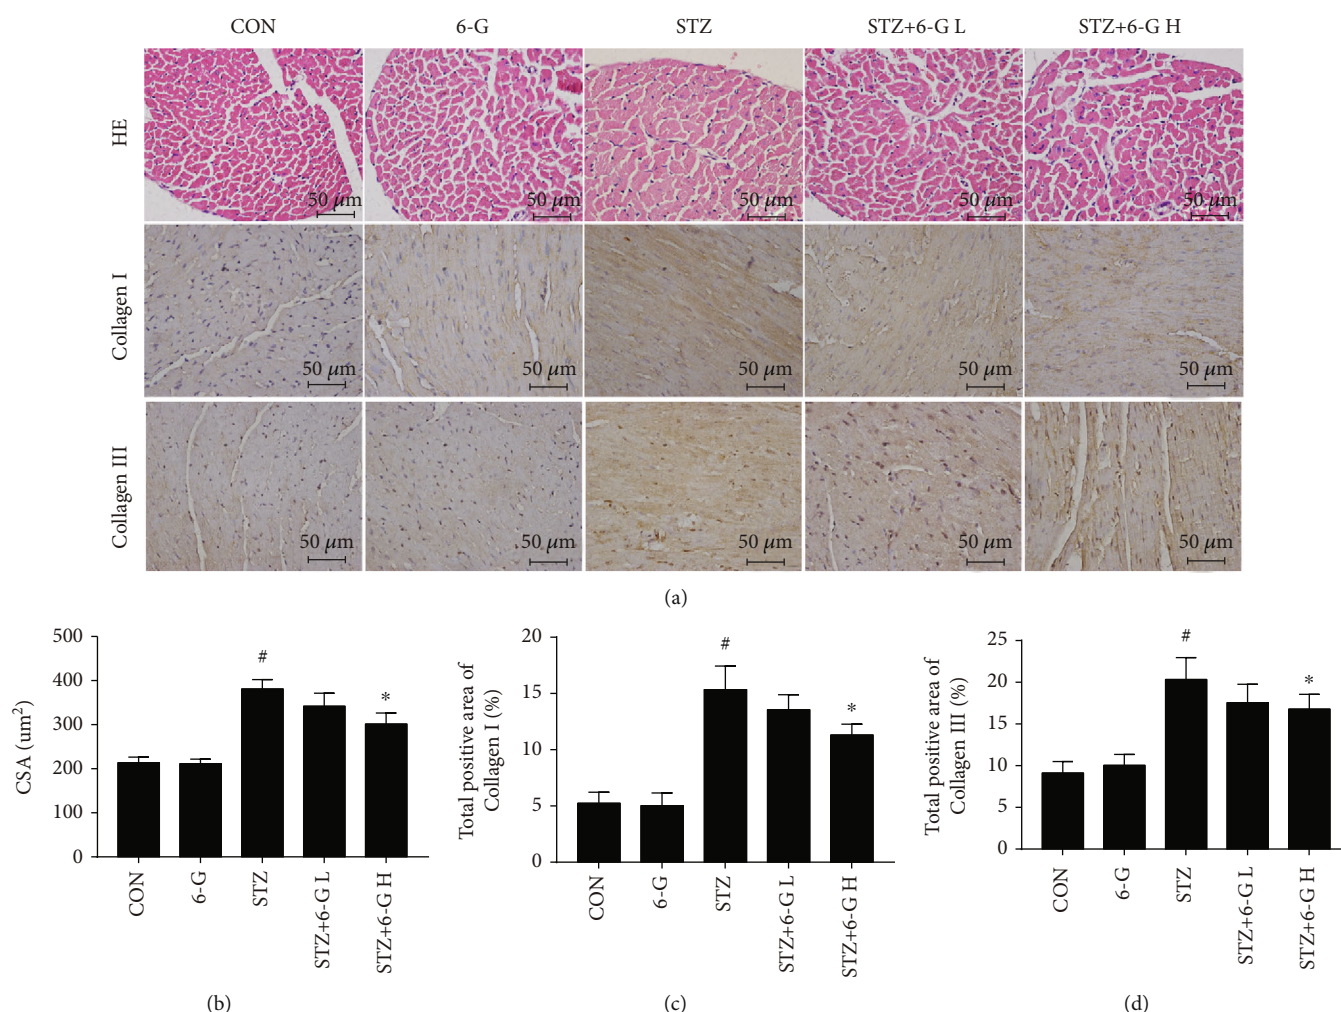 CON 6-G STZ STZ+6-G L STZ+6-G H
HE
50 μm 50 μm 50 μm 50 μm 50 μm
Collagen I
50 μm 50 μm 50 μm 50 μm 50 μm
Collagen III
50 μm 50 μm 50 μm 50 μm 50 μm
(a)
CSA (um²)
500
400
300
200
100
0
#
*
CON 6-G STZ STZ+6-G L STZ+6-G H
(b)
Total positive area of
Collagen I (%)
20
15
10
5
0
#
*
CON 6-G STZ STZ+6-G L STZ+6-G H
(c)
Total positive area of
Collagen III (%)
25
20
15
10
5
0
#
*
CON 6-G STZ STZ+6-G L STZ+6-G H
(d)